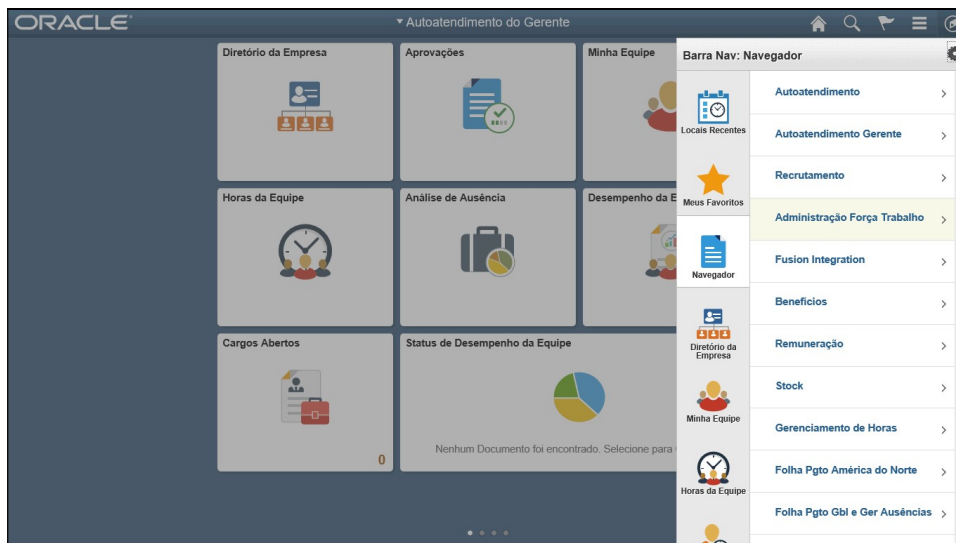 ORACLE
Autoatendimento do Gerente
Diretório da Empresa
Aprovações
Minha Equipe
Horas da Equipe
Análise de Ausência
Desempenho da E
Cargos Abertos
0
Status de Desempenho da Equipe
Nenhum Documento foi encontrado. Selecione para
Barra Nav: Navegador
Locais Recentes
Meus Favoritos
Navegador
Diretório da
Empresa
Minha Equipe
Horas da Equipe
Autoatendimento
Autoatendimento Gerente
Recrutamento
Administração Força Trabalho
Fusion Integration
Benefícios
Remuneração
Stock
Gerenciamento de Horas
Folha Pgto América do Norte
Folha Pgto Gbl e Ger Ausências